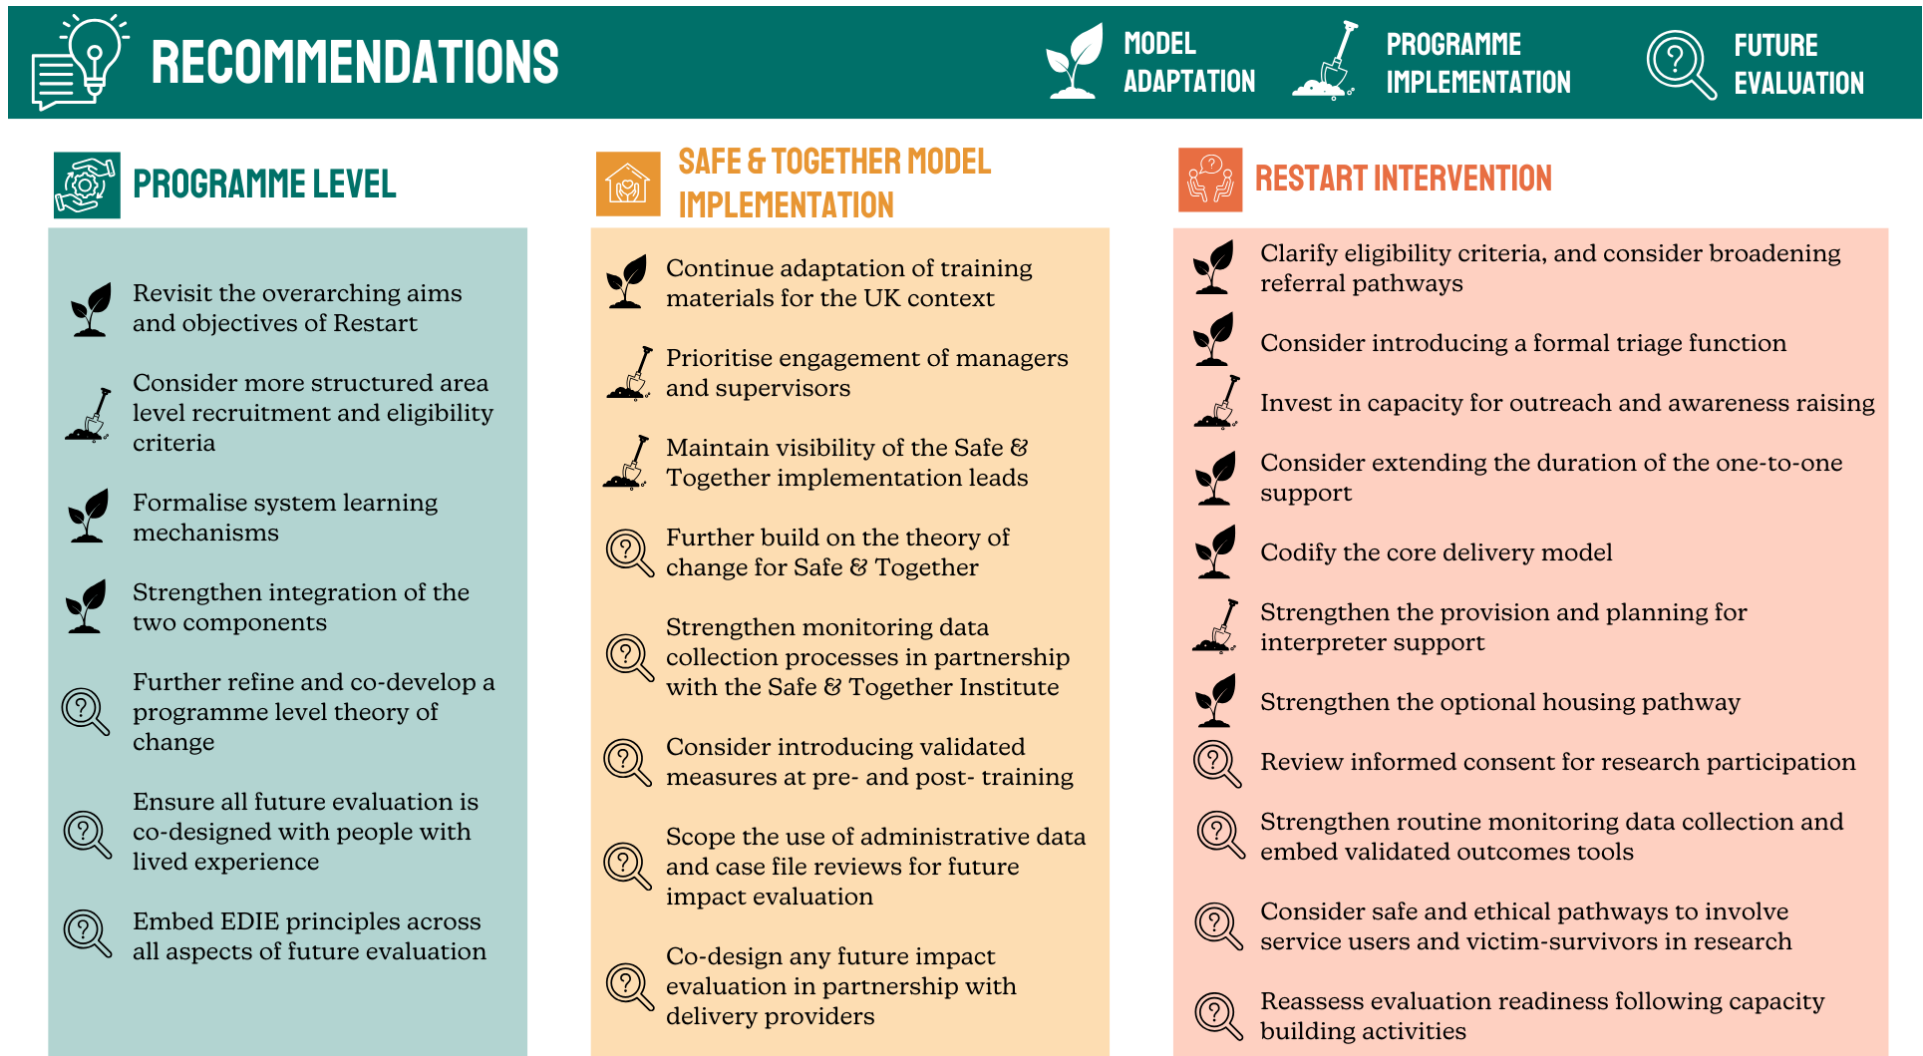 RECOMMENDATIONS
MODEL
ADAPTATION
PROGRAMME
IMPLEMENTATION
FUTURE
EVALUATION
PROGRAMME LEVEL
Revisit the overarching aims
and objectives of Restart
Consider more structured area
level recruitment and eligibility
criteria
Formalise system learning
mechanisms
Strengthen integration of the
two components
Further refine and co-develop a
programme level theory of
change
Ensure all future evaluation is
co-designed with people with
lived experience
Embed EDIE principles across
all aspects of future evaluation
SAFE & TOGETHER MODEL
IMPLEMENTATION
Continue adaptation of training
materials for the UK context
Prioritise engagement of managers
and supervisors
Maintain visibility of the Safe &
Together implementation leads
Further build on the theory of
change for Safe & Together
Strengthen monitoring data
collection processes in partnership
with the Safe & Together Institute
Consider introducing validated
measures at pre- and post- training
Scope the use of administrative data
and case file reviews for future
impact evaluation
Co-design any future impact
evaluation in partnership with
delivery providers
RESTART INTERVENTION
Clarify eligibility criteria, and consider broadening
referral pathways
Consider introducing a formal triage function
Invest in capacity for outreach and awareness raising
Consider extending the duration of the one-to-one
support
Codify the core delivery model
Strengthen the provision and planning for
interpreter support
Strengthen the optional housing pathway
Review informed consent for research participation
Strengthen routine monitoring data collection and
embed validated outcomes tools
Consider safe and ethical pathways to involve
service users and victim-survivors in research
Reassess evaluation readiness following capacity
building activities